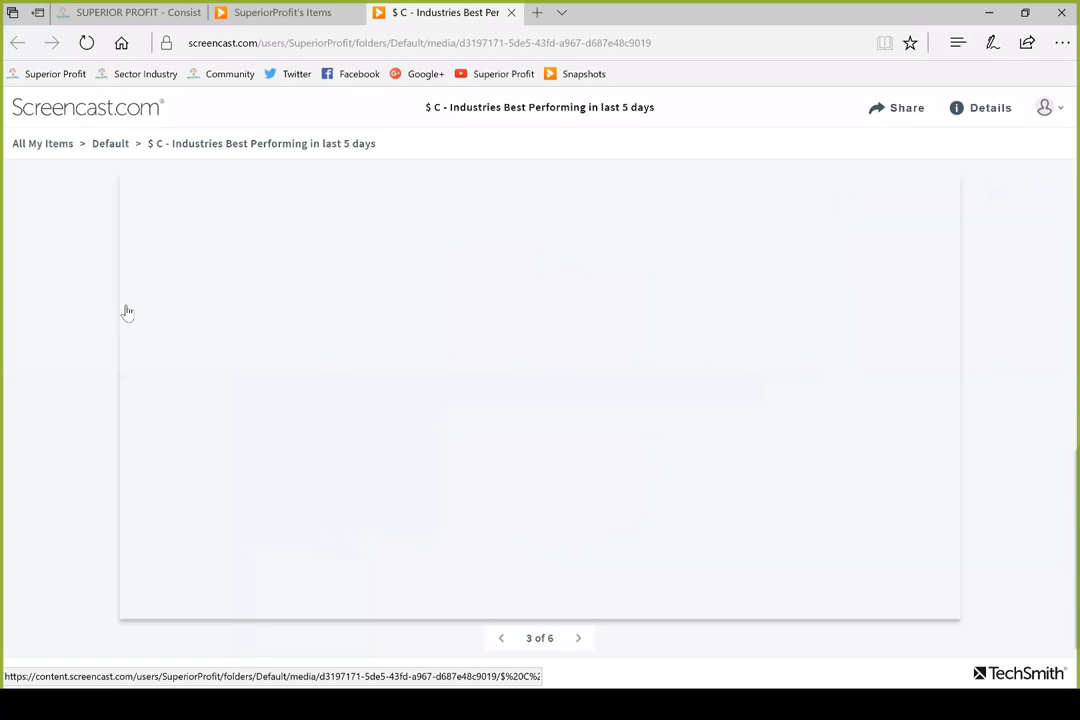 SUPERIOR PROFIT - Consist
SuperiorProfit's Items
$ C - Industries Best Per
screencast.com/users/SuperiorProfit/folders/Default/media/d3197171-5de5-43fd-a967-d687e48c9019
Superior Profit
Sector Industry
Community
Twitter
Facebook
Google+
Superior Profit
Snapshots
Screencast.com®
$ C - Industries Best Performing in last 5 days
Share
Details
All My Items > Default > $ C - Industries Best Performing in last 5 days
3 of 6
https://content.screencast.com/users/SuperiorProfit/folders/Default/media/d3197171-5de5-43fd-a967-d687e48c9019/$%20C%2
TechSmith®